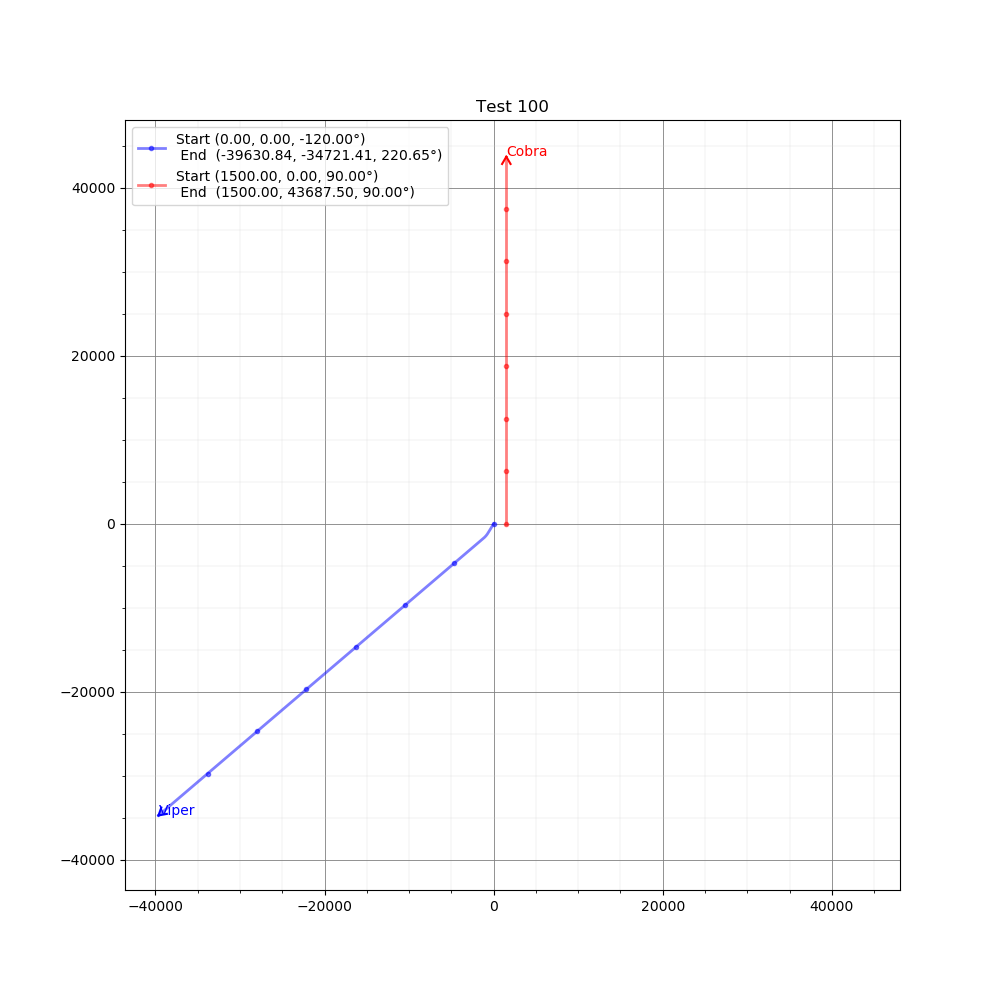 Test 100
Start (0.00, 0.00, -120.00°)
End  (-39630.84, -34721.41, 220.65°)
Start (1500.00, 0.00, 90.00°)
End  (1500.00, 43687.50, 90.00°)
Cobra
40000
20000
0
−20000
−40000
Viper
−40000
−20000
0
20000
40000